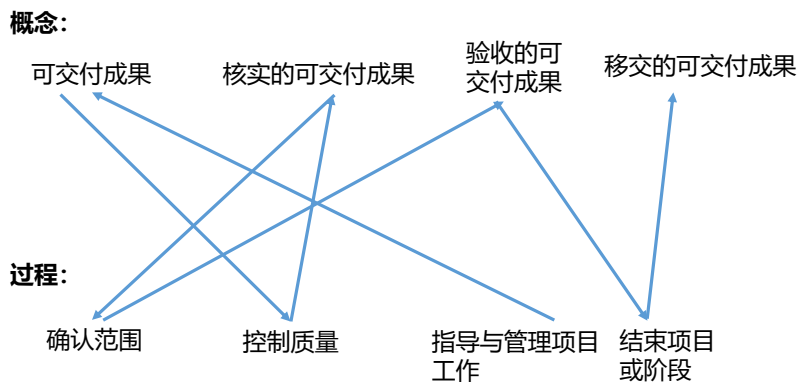 概念：
可交付成果
核实的可交付成果
验收的可
交付成果
移交的可交付成果
过程：
确认范围
控制质量
指导与管理项目
工作
结束项目
或阶段